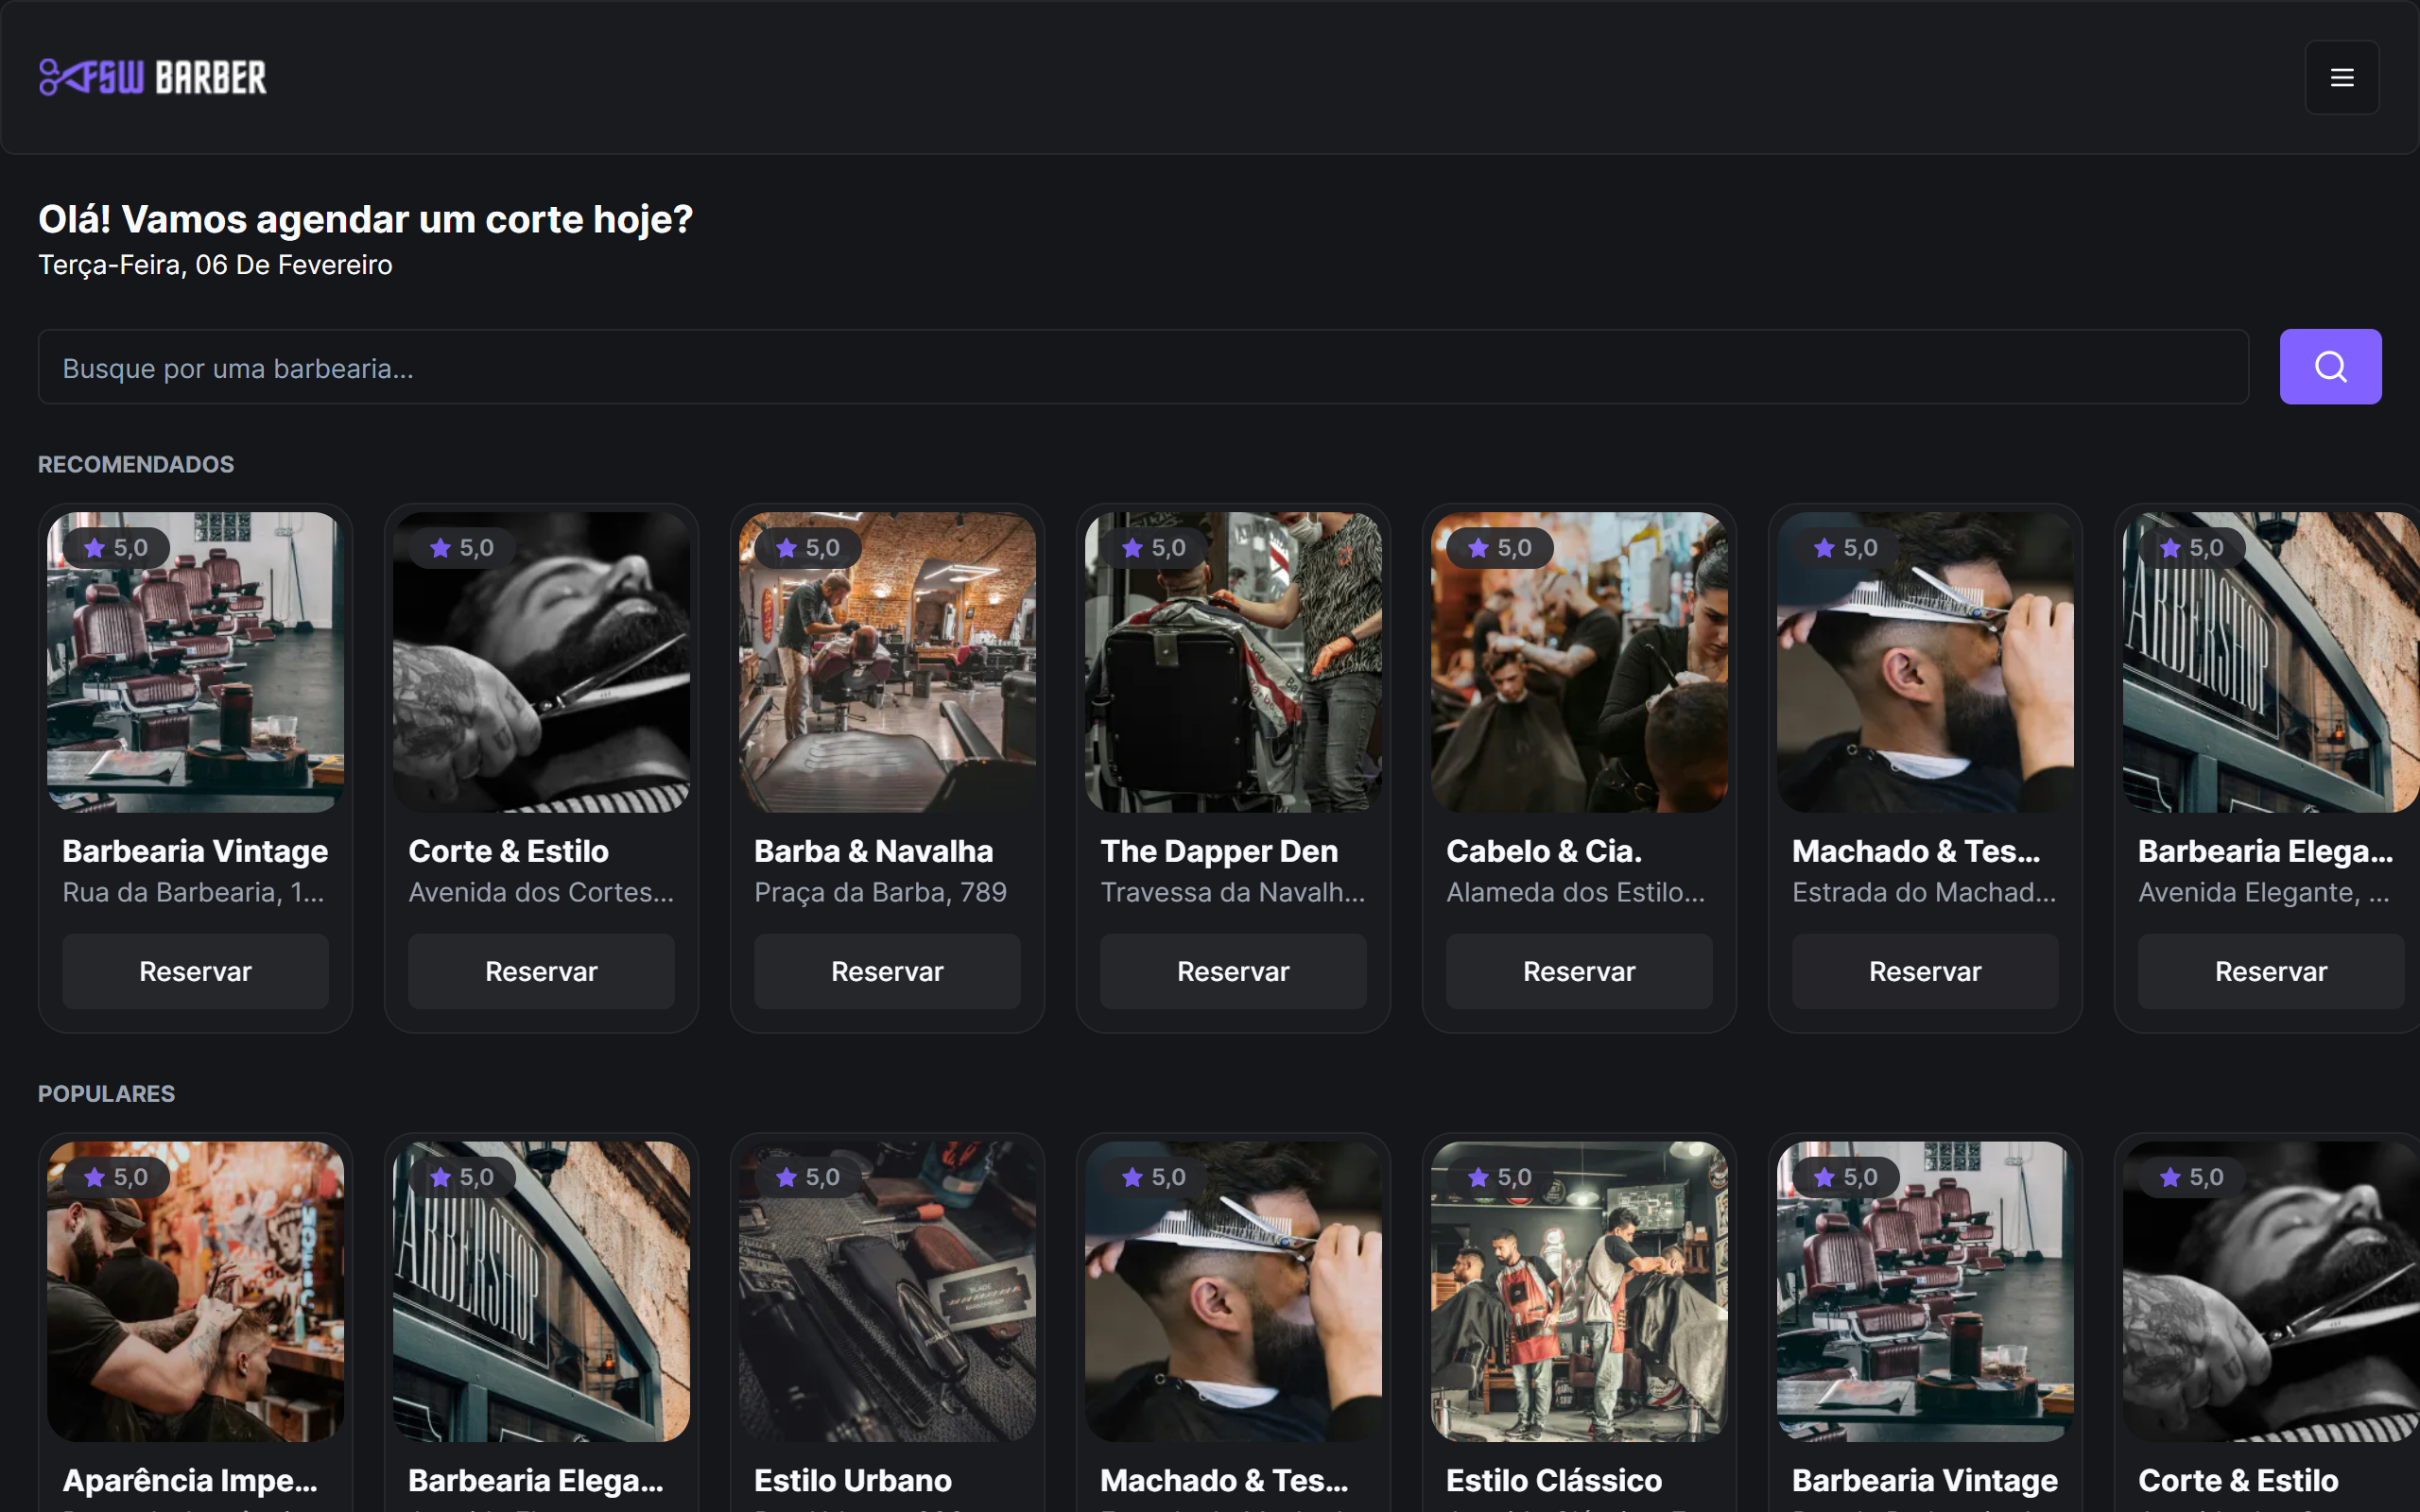 FSW BARBER
Olá! Vamos agendar um corte hoje?
Terça-Feira, 06 De Fevereiro
Busque por uma barbearia...
RECOMENDADOS
5,0
5,0
5,0
5,0
5,0
5,0
5,0
BARBERSHOP
Barbearia Vintage
Corte & Estilo
Barba & Navalha
The Dapper Den
Cabelo & Cia.
Machado & Tes...
Barbearia Elega...
Rua da Barbearia, 1...
Avenida dos Cortes...
Praça da Barba, 789
Travessa da Navalh...
Alameda dos Estilo...
Estrada do Machad...
Avenida Elegante, ...
Reservar
Reservar
Reservar
Reservar
Reservar
Reservar
Reservar
POPULARES
5,0
5,0
5,0
5,0
5,0
5,0
5,0
BARBERSHOP
Aparência Impe...
Barbearia Elega...
Estilo Urbano
Machado & Tes...
Estilo Clássico
Barbearia Vintage
Corte & Estilo